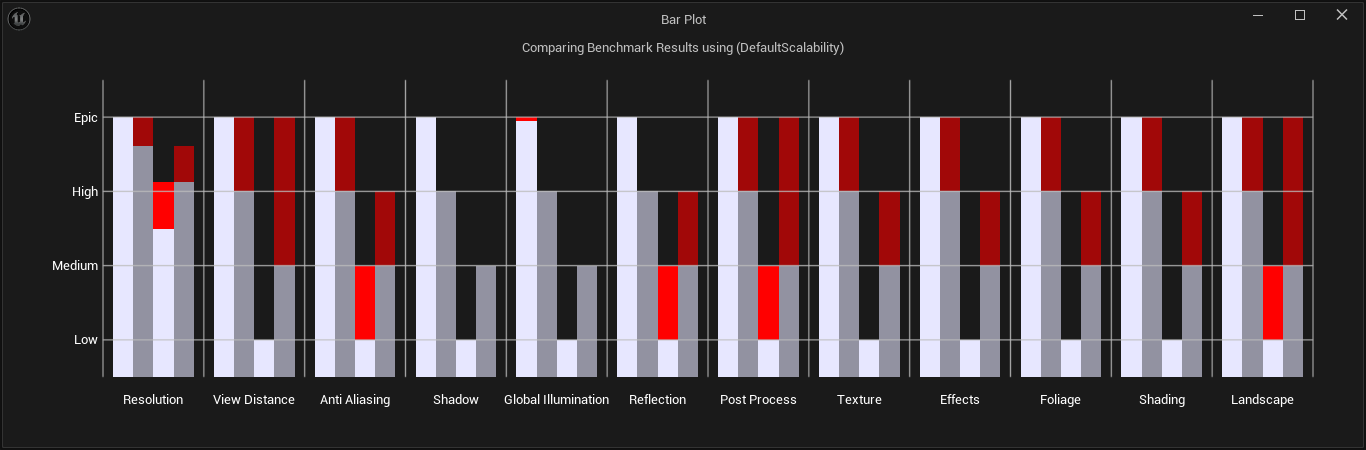 Bar Plot
Comparing Benchmark Results using (DefaultScalability)
Epic
High
Medium
Low
Resolution View Distance Anti Aliasing Shadow Global Illumination Reflection Post Process Texture Effects Foliage Shading Landscape